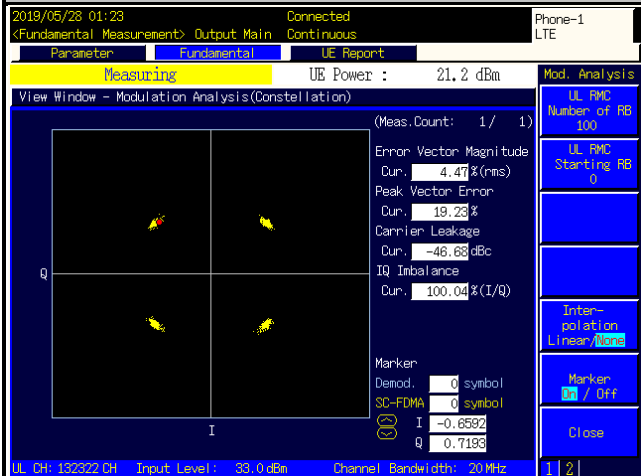 2019/05/28 01:23 Connected Phone-1
<Fundamental Measurement> Output Main Continuous LTE
Parameter Fundamental UE Report
Measuring UE Power : 21.2 dBm Mod. Analysis
View Window - Modulation Analysis(Constellation)
UL RMC
Number of RB
100
(Meas.Count: 1/ 1)
Error Vector Magnitude
Cur. 4.47 %(rms)
Peak Vector Error
Cur. 19.23 %
Carrier Leakage
Cur. -46.68 dBc
IQ Imbalance
Cur. 100.04 %(I/Q)
UL RMC
Starting RB
0
Q
I
Inter-
polation
Linear/None
Marker
Demod. 0 symbol
SC-FDMA 0 symbol
I -0.6592
Q 0.7193
Marker
On / Off
Close
UL CH: 132322 CH Input Level: 33.0 dBm Channel Bandwidth: 20 MHz 1 2